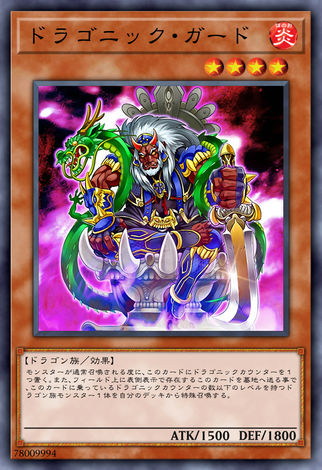 ドラゴニック・ガード
炎
【ドラゴン族／効果】
モンスターが通常召喚される度に、このカードにドラゴニックカウンターを１
つ置く。また、フィールド上に表側表示で存在するこのカードを墓地へ送る事で
、このカードに乗っているドラゴニックカウンターの数以下のレベルを持つド
ラゴン族モンスター１体を自分のデッキから特殊召喚する。
ATK/1500 DEF/1800
78009994